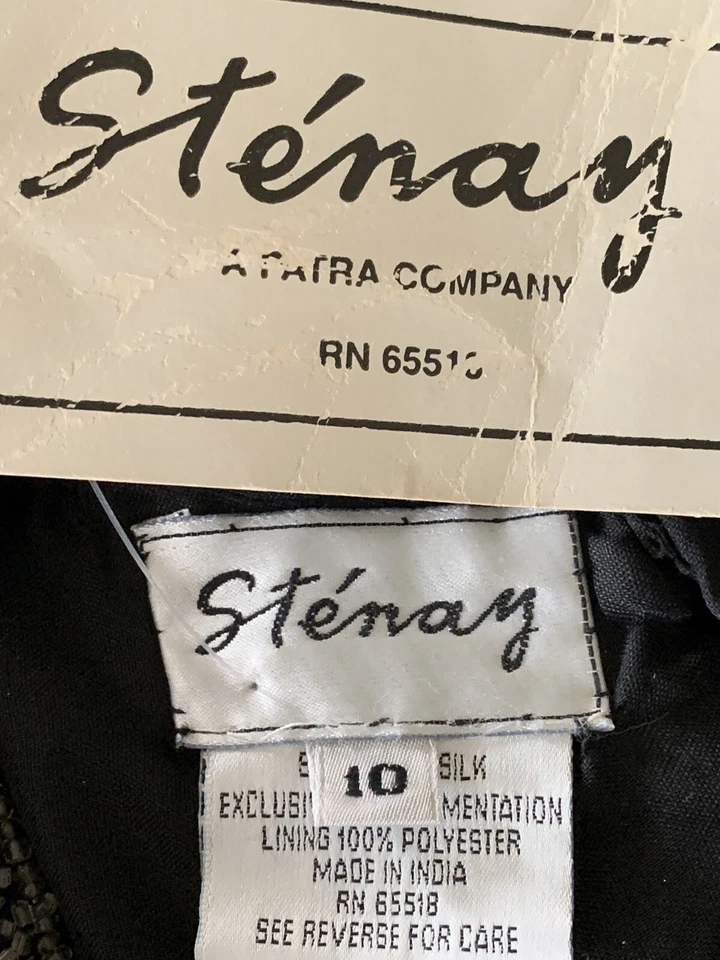 Sténay
A PATRA COMPANY
RN 65518
Sténay
10
SILK
LINING 100% POLYESTER
MADE IN INDIA
RN 65518
SEE REVERSE FOR CARE